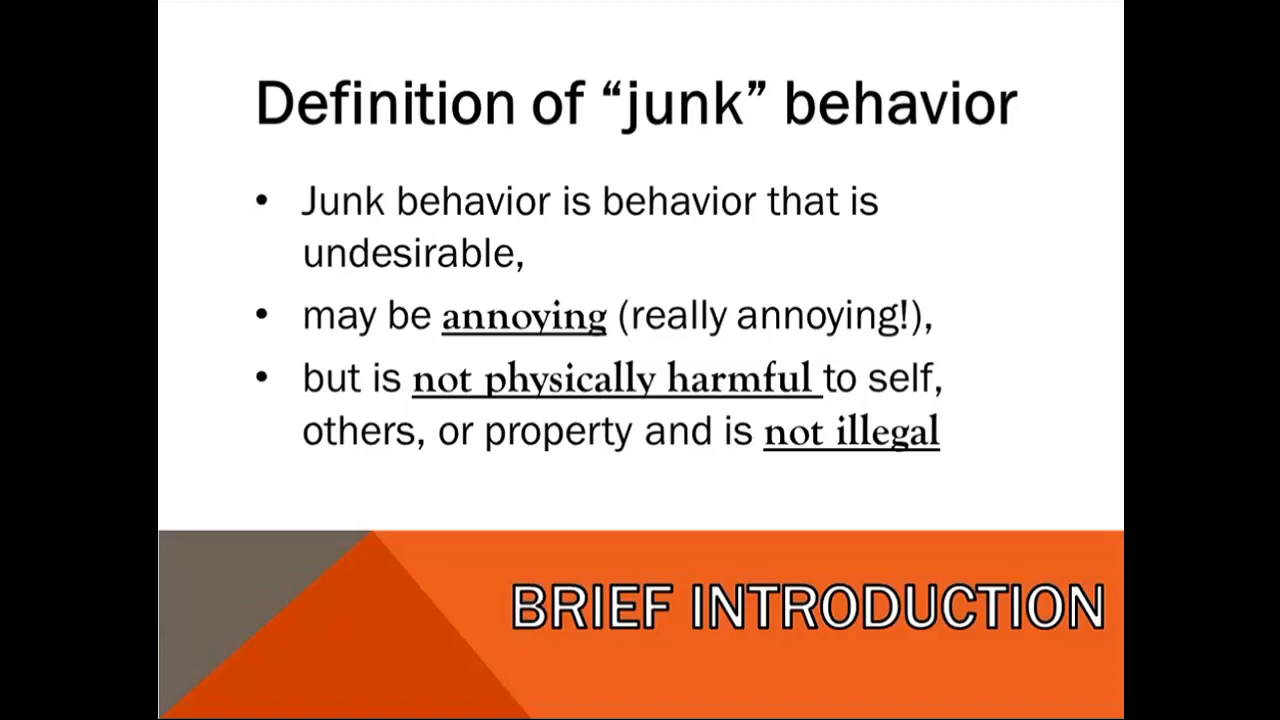 Definition of “junk” behavior
• Junk behavior is behavior that is
undesirable,
• may be annoying (really annoying!),
• but is not physically harmful to self,
others, or property and is not illegal
BRIEF INTRODUCTION